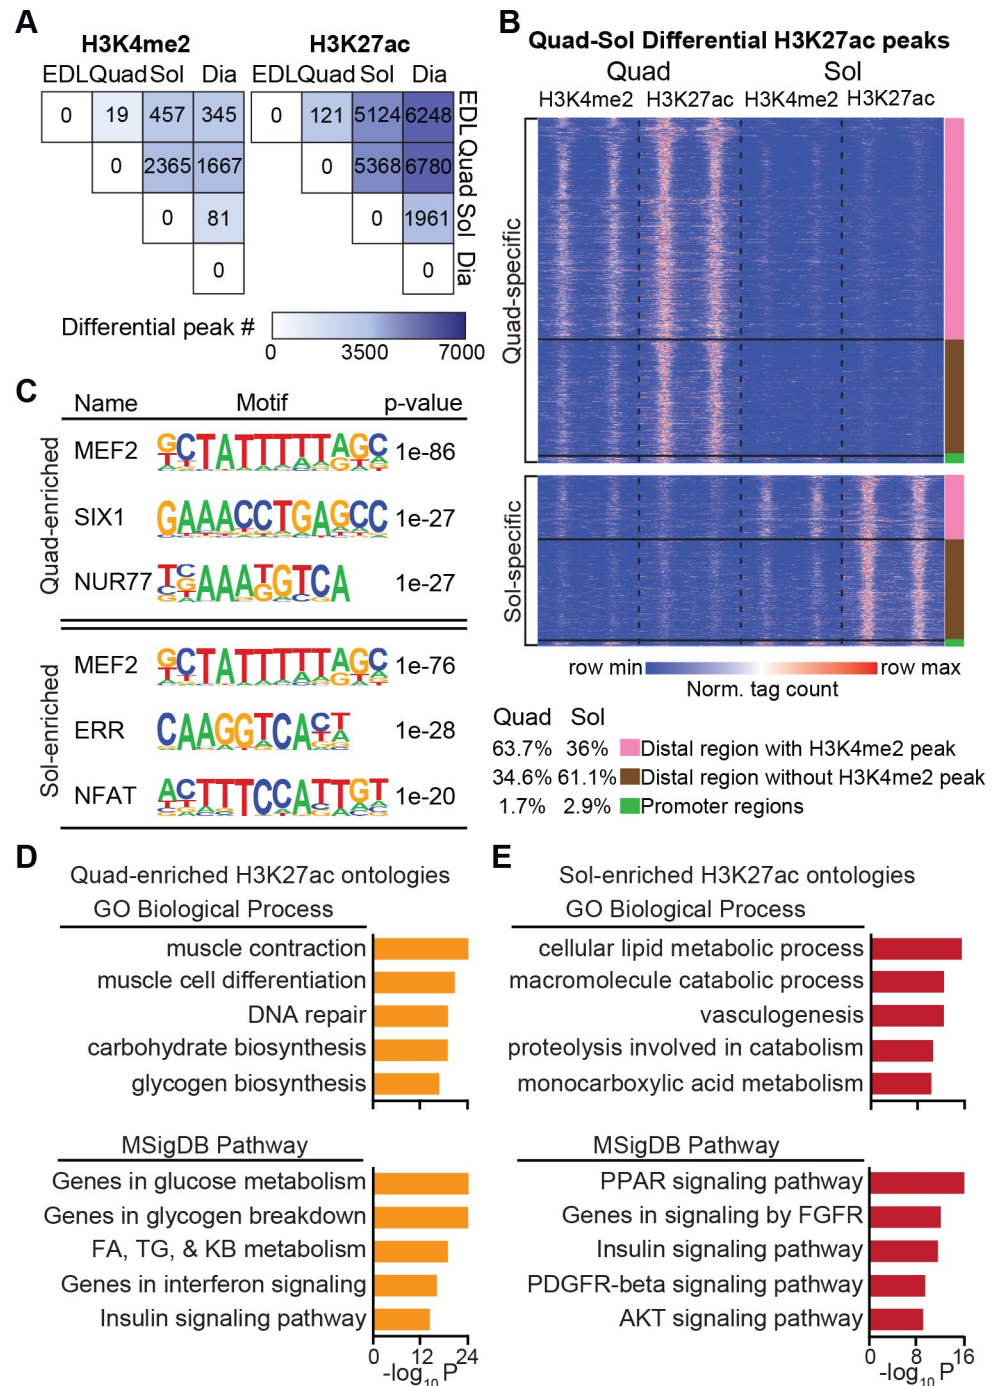 A
H3K4me2
H3K27ac
EDL Quad Sol Dia
EDL Quad Sol Dia
0 19 457 345
0 121 5124 6248
EDL
0 2365 1667
0 5368 6780
Quad
0 81
0 1961
Sol
0
0
Dia
Differential peak #
0 3500 7000
B
Quad-Sol Differential H3K27ac peaks
Quad Sol
H3K4me2 H3K27ac H3K4me2 H3K27ac
Quad-specific
Sol-specific
row min row max
Norm. tag count
Quad Sol
63.7% 36% Distal region with H3K4me2 peak
34.6% 61.1% Distal region without H3K4me2 peak
1.7% 2.9% Promoter regions
C
Name Motif p-value
Quad-enriched
MEF2 GCTATTTTTAGC 1e-86
SIX1 GAAACCTGAGCC 1e-27
NUR77 TCAAATGTCA 1e-27
Sol-enriched
MEF2 GCTATTTTTAGC 1e-76
ERR CAAGGTCACT 1e-28
NFAT ACTTTCCATTGT 1e-20
D
Quad-enriched H3K27ac ontologies
GO Biological Process
muscle contraction
muscle cell differentiation
DNA repair
carbohydrate biosynthesis
glycogen biosynthesis
MSigDB Pathway
Genes in glucose metabolism
Genes in glycogen breakdown
FA, TG, & KB metabolism
Genes in interferon signaling
Insulin signaling pathway
0 12 24
-log10 P
E
Sol-enriched H3K27ac ontologies
GO Biological Process
cellular lipid metabolic process
macromolecule catabolic process
vasculogenesis
proteolysis involved in catabolism
monocarboxylic acid metabolism
MSigDB Pathway
PPAR signaling pathway
Genes in signaling by FGFR
Insulin signaling pathway
PDGFR-beta signaling pathway
AKT signaling pathway
0 8 16
-log10 P